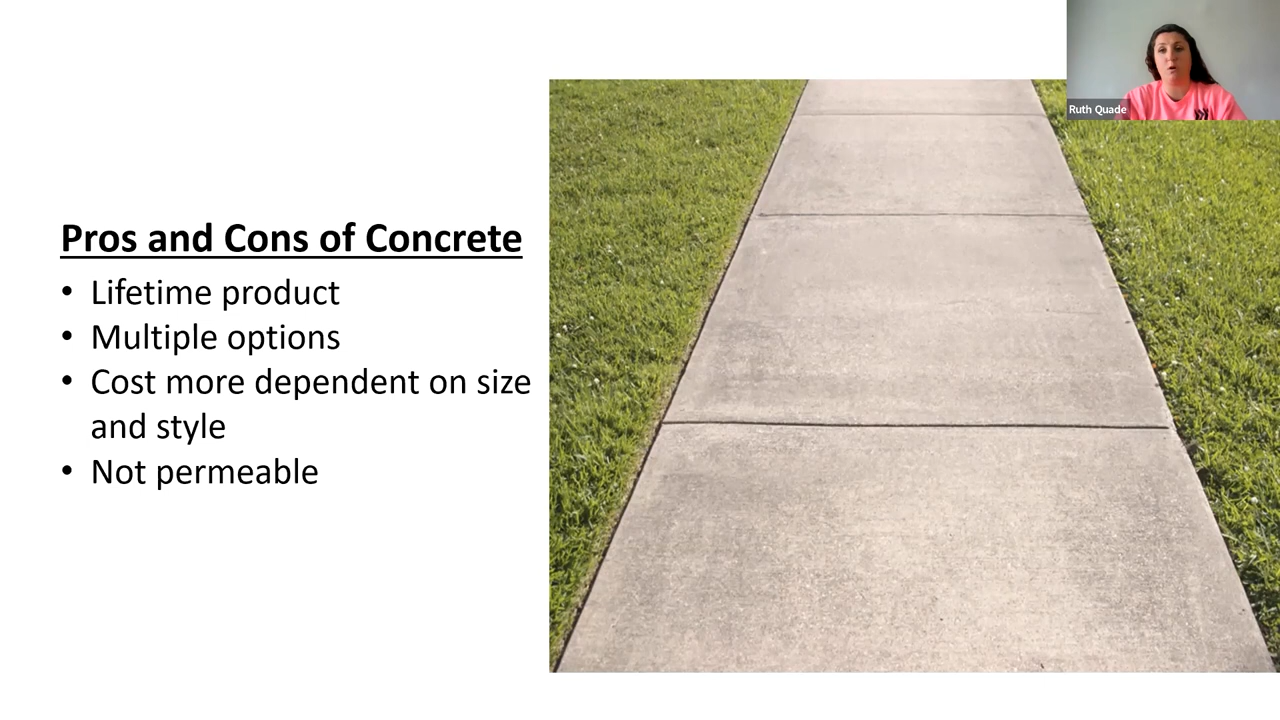 Ruth Quade
Pros and Cons of Concrete
• Lifetime product
• Multiple options
• Cost more dependent on size
and style
• Not permeable